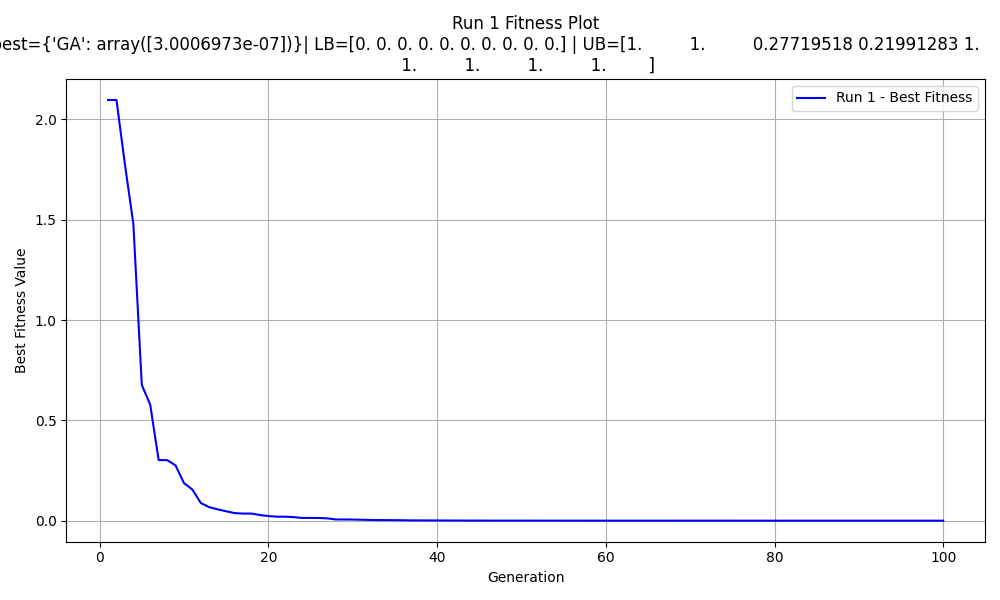 Run 1 Fitness Plot
best={'GA': array([3.0006973e-07])}| LB=[0. 0. 0. 0. 0. 0. 0. 0. 0. 0.] | UB=[1. 1. 0.27719518 0.21991283 1.
1. 1. 1. 1. ]
Run 1 - Best Fitness
2.0
1.5
1.0
0.5
0.0
Best Fitness Value
0 20 40 60 80 100
Generation